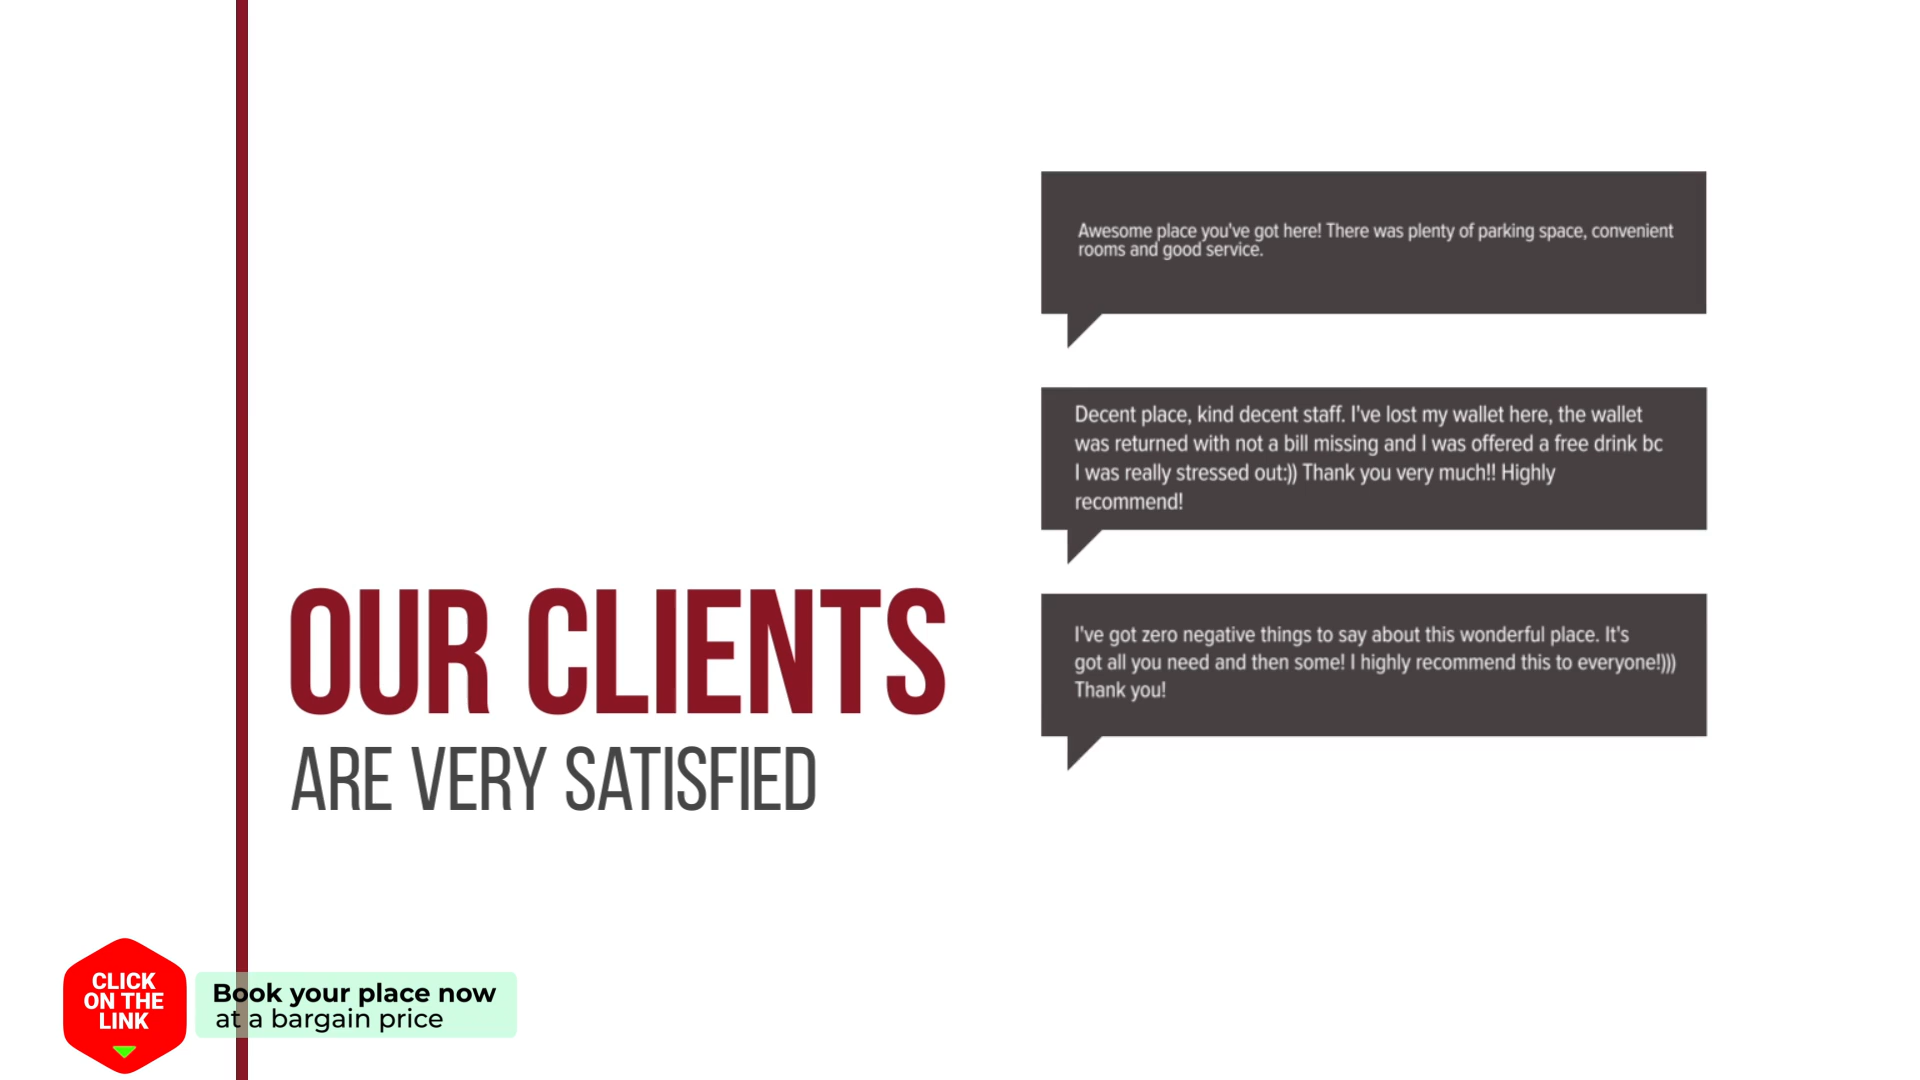 Awesome place you've got here! There was plenty of parking space, convenient
rooms and good service.
Decent place, kind decent staff. I've lost my wallet here, the wallet
was returned with not a bill missing and I was offered a free drink bc
I was really stressed out:)) Thank you very much!! Highly
recommend!
I've got zero negative things to say about this wonderful place. It's
got all you need and then some! I highly recommend this to everyone!)))
Thank you!
OUR CLIENTS
ARE VERY SATISFIED
CLICK
ON THE
LINK
Book your place now
at a bargain price